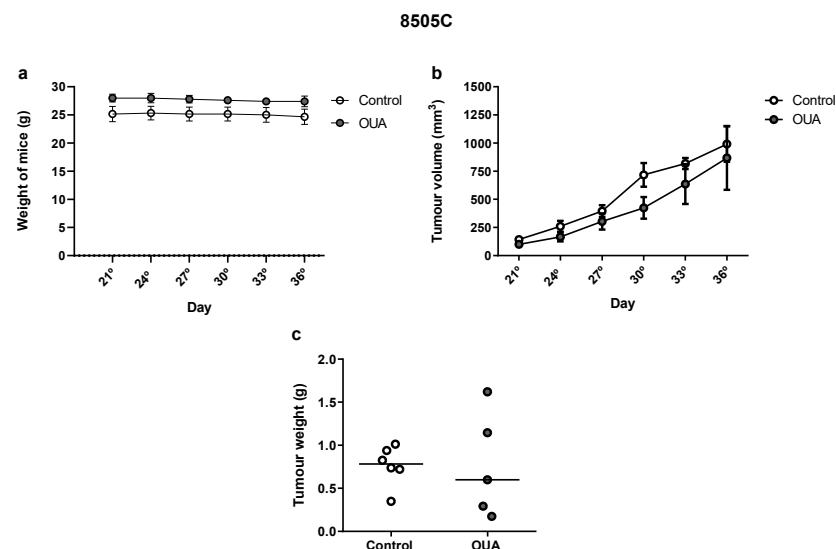 8505C
a
Weight of mice (g)
30
25
20
15
10
5
0
21º
24º
27º
30º
33º
36º
Day
Control
OUA
b
Tumour volume (mm³)
1500
1250
1000
750
500
250
0
21º
24º
27º
30º
33º
36º
Day
Control
OUA
c
Tumour weight (g)
2.0
1.5
1.0
0.5
0.0
Control
OUA